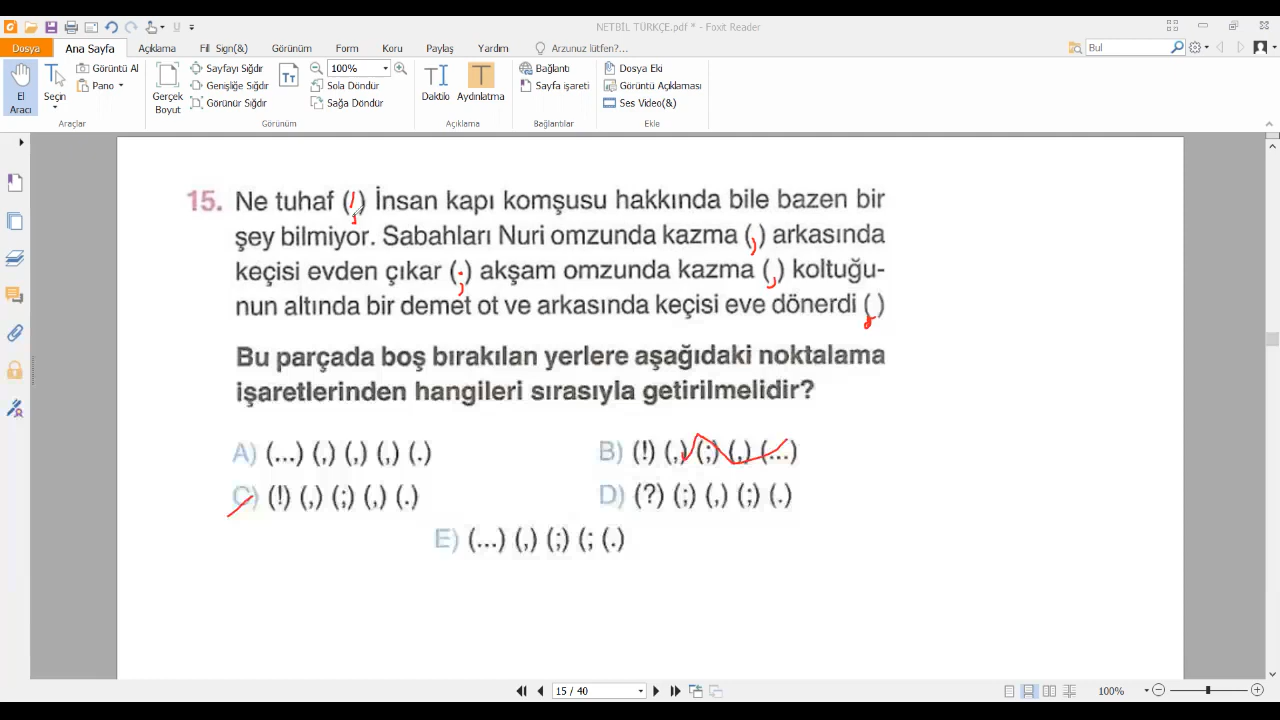 NETBİL TÜRKÇE.pdf * - Foxit Reader
Dosya Ana Sayfa Açıklama Fill Sign(&) Görünüm Form Koru Paylaş Yardım Arzunuz lütfen?... Bul
El Aracı
Seçin
Görüntü Al
Pano
Araçlar
Gerçek Boyut
Sayfayı Sığdır
Genişliğe Sığdır
Görünür Sığdır
100%
Sola Döndür
Sağa Döndür
Görünüm
Daktilo
Aydınlatma
Açıklama
Bağlantı
Sayfa işareti
Bağlantılar
Dosya Eki
Görüntü Açıklaması
Ses Video(&)
Ekle
15. Ne tuhaf (!) İnsan kapı komşusu hakkında bile bazen bir
şey bilmiyor. Sabahları Nuri omzunda kazma (,) arkasında
keçisi evden çıkar (;) akşam omzunda kazma (,) koltuğu-
nun altında bir demet ot ve arkasında keçisi eve dönerdi (.)
Bu parçada boş bırakılan yerlere aşağıdaki noktalama
işaretlerinden hangileri sırasıyla getirilmelidir?
A) (...) (,) (,) (,) (.)
B) (!) (,) (;) (,) (...)
C) (!) (,) (;) (,) (.)
D) (?) (;) (,) (;) (.)
E) (...) (,) (;) (; (.)
15 / 40
100%